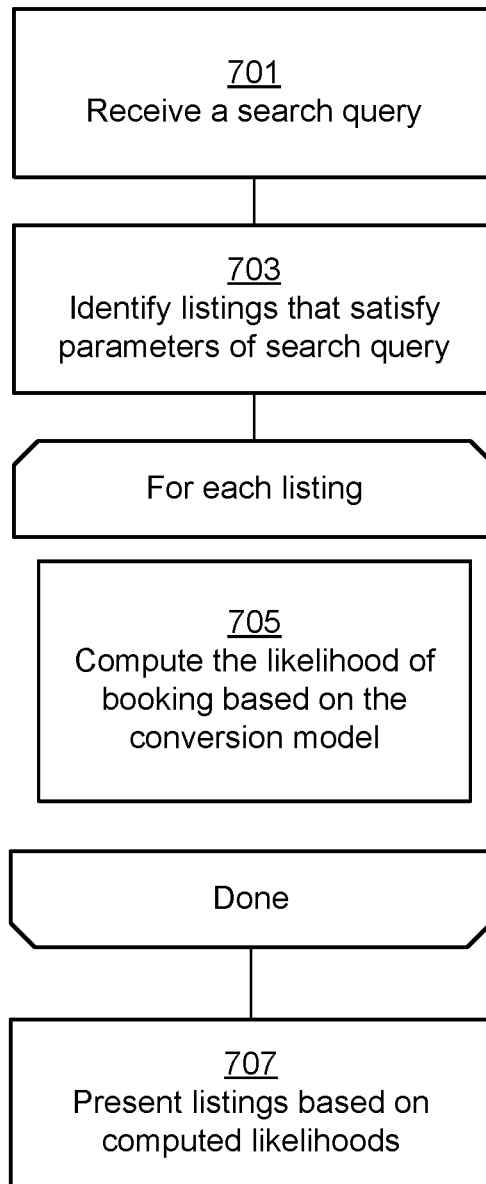 701
Receive a search query
703
Identify listings that satisfy
parameters of search query
For each listing
705
Compute the likelihood of
booking based on the
conversion model
Done
707
Present listings based on
computed likelihoods